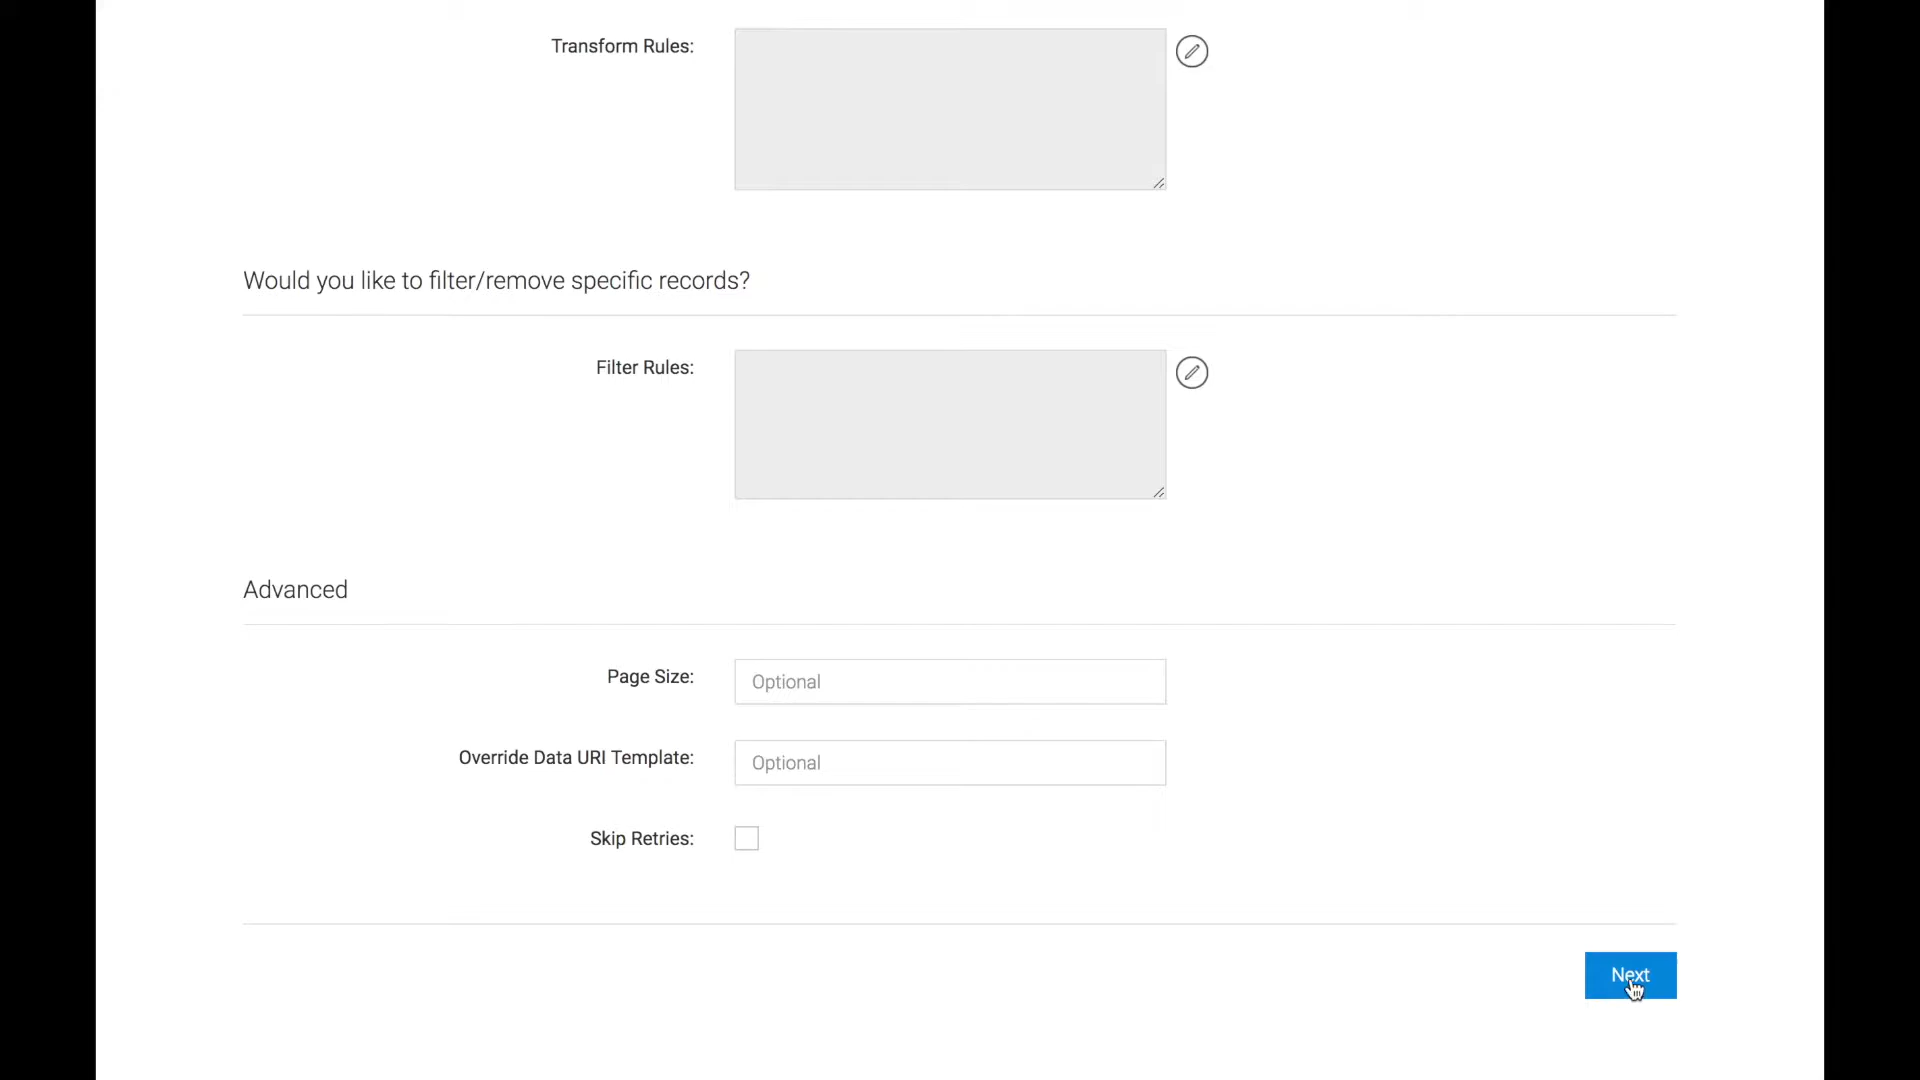 Transform Rules:
Would you like to filter/remove specific records?
Filter Rules:
Advanced
Page Size:
Optional
Override Data URI Template:
Optional
Skip Retries:
Next